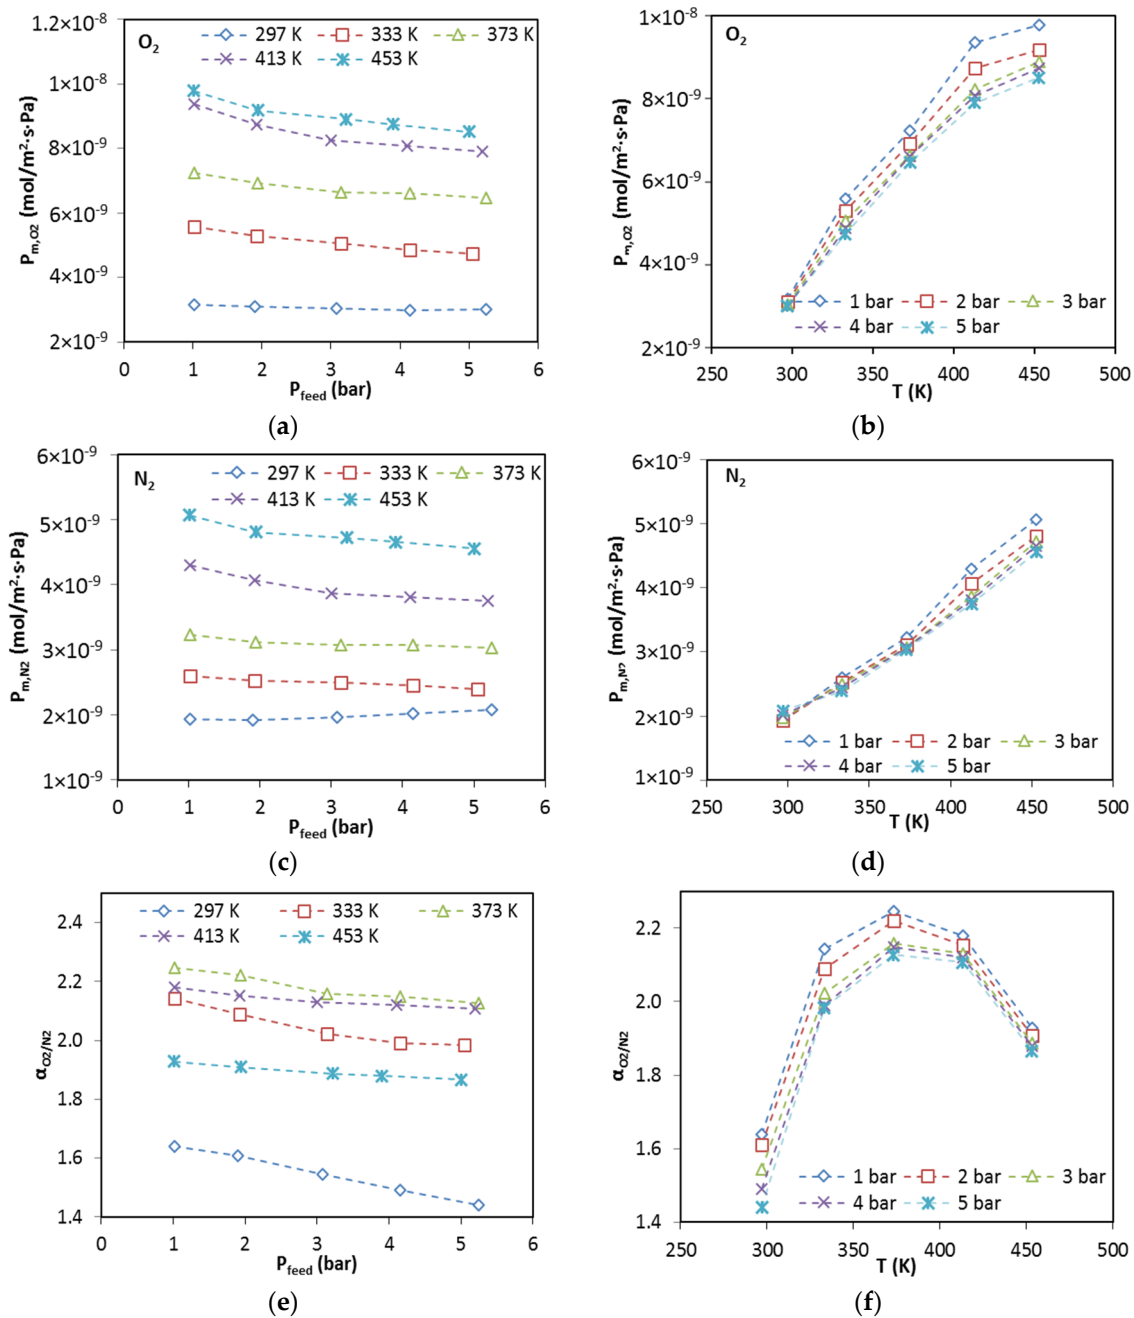 1.2×10⁻⁸
1×10⁻⁸
8×10⁻⁹
6×10⁻⁹
4×10⁻⁹
2×10⁻⁹
Pm,O2 (mol/m²·s·Pa)
O₂
297 K 333 K 373 K
413 K 453 K
0 1 2 3 4 5 6
Pfeed (bar)
(a)
1×10⁻⁸
8×10⁻⁹
6×10⁻⁹
4×10⁻⁹
2×10⁻⁹
Pm,O2 (mol/m²·s·Pa)
O₂
1 bar 2 bar 3 bar
4 bar 5 bar
250 300 350 400 450 500
T (K)
(b)
6×10⁻⁹
5×10⁻⁹
4×10⁻⁹
3×10⁻⁹
2×10⁻⁹
1×10⁻⁹
Pm,N2 (mol/m²·s·Pa)
N₂
297 K 333 K 373 K
413 K 453 K
0 1 2 3 4 5 6
Pfeed (bar)
(c)
6×10⁻⁹
5×10⁻⁹
4×10⁻⁹
3×10⁻⁹
2×10⁻⁹
1×10⁻⁹
(mol/m²·s·Pa)
N₂
1 bar 2 bar 3 bar
4 bar 5 bar
250 300 350 400 450 500
T (K)
(d)
2.4
2.2
2.0
1.8
1.6
1.4
αO2/N2
297 K 333 K 373 K
413 K 453 K
0 1 2 3 4 5 6
Pfeed (bar)
(e)
2.2
2.0
1.8
1.6
1.4
αO2/N2
1 bar 2 bar 3 bar
4 bar 5 bar
250 300 350 400 450 500
T (K)
(f)